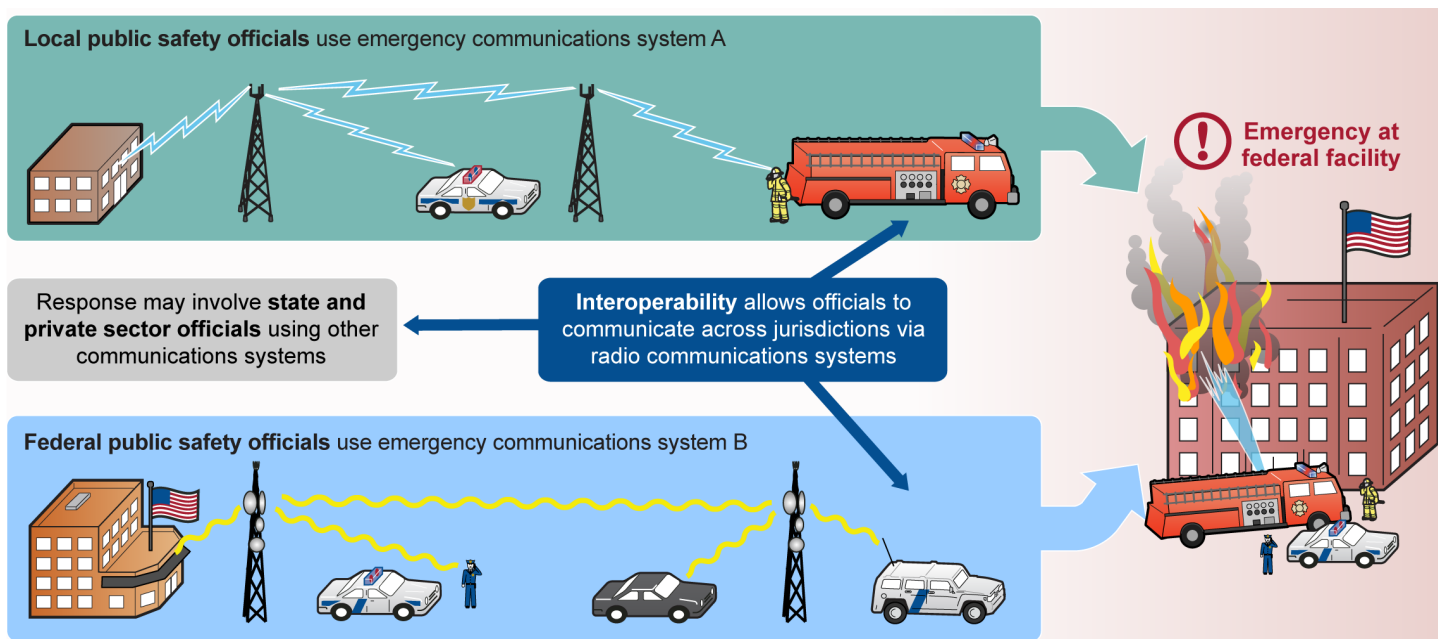 Local public safety officials use emergency communications system A
Emergency at
federal facility
Response may involve state and
private sector officials using other
communications systems
Interoperability allows officials to
communicate across jurisdictions via
radio communications systems
Federal public safety officials use emergency communications system B